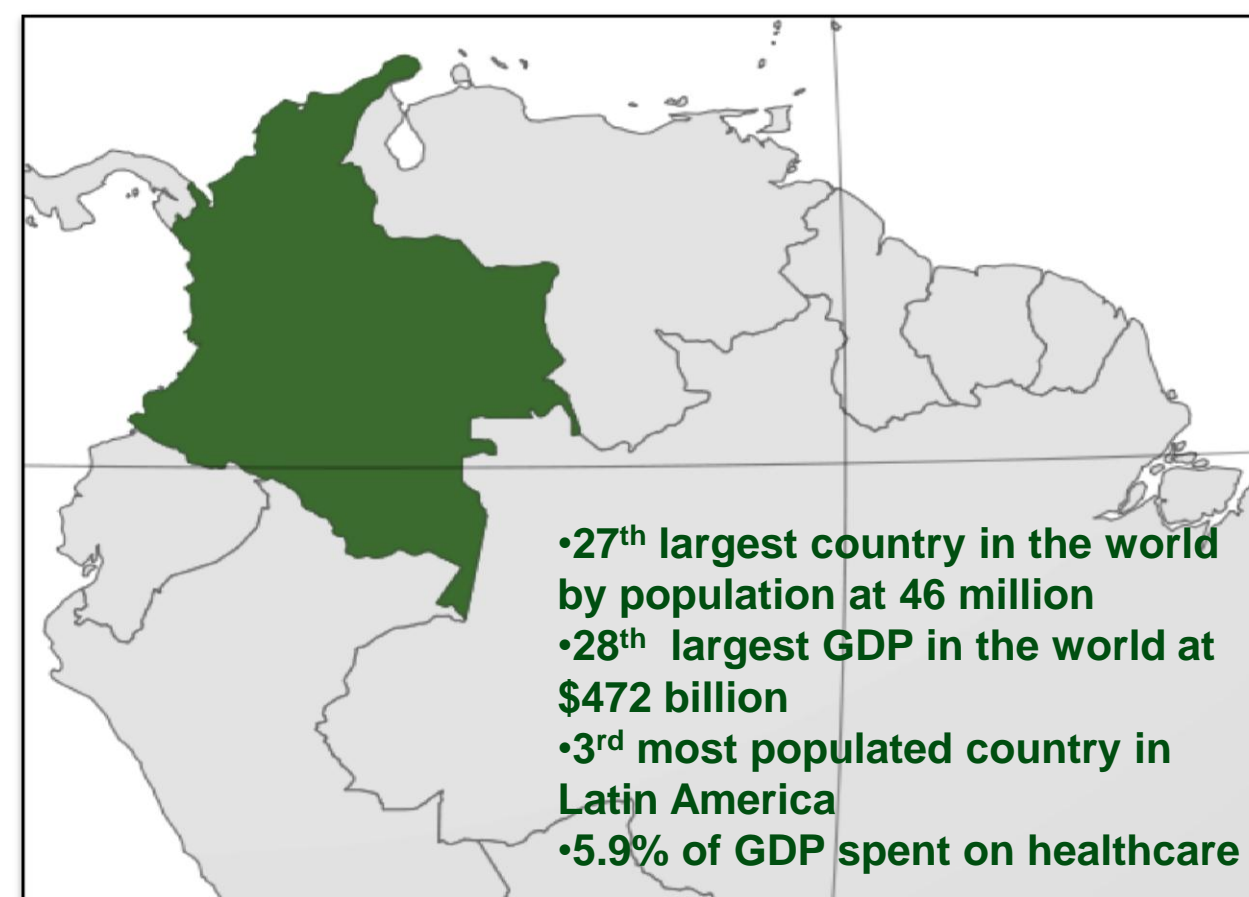 •27th largest country in the world
by population at 46 million
•28th largest GDP in the world at
$472 billion
•3rd most populated country in
Latin America
•5.9% of GDP spent on healthcare